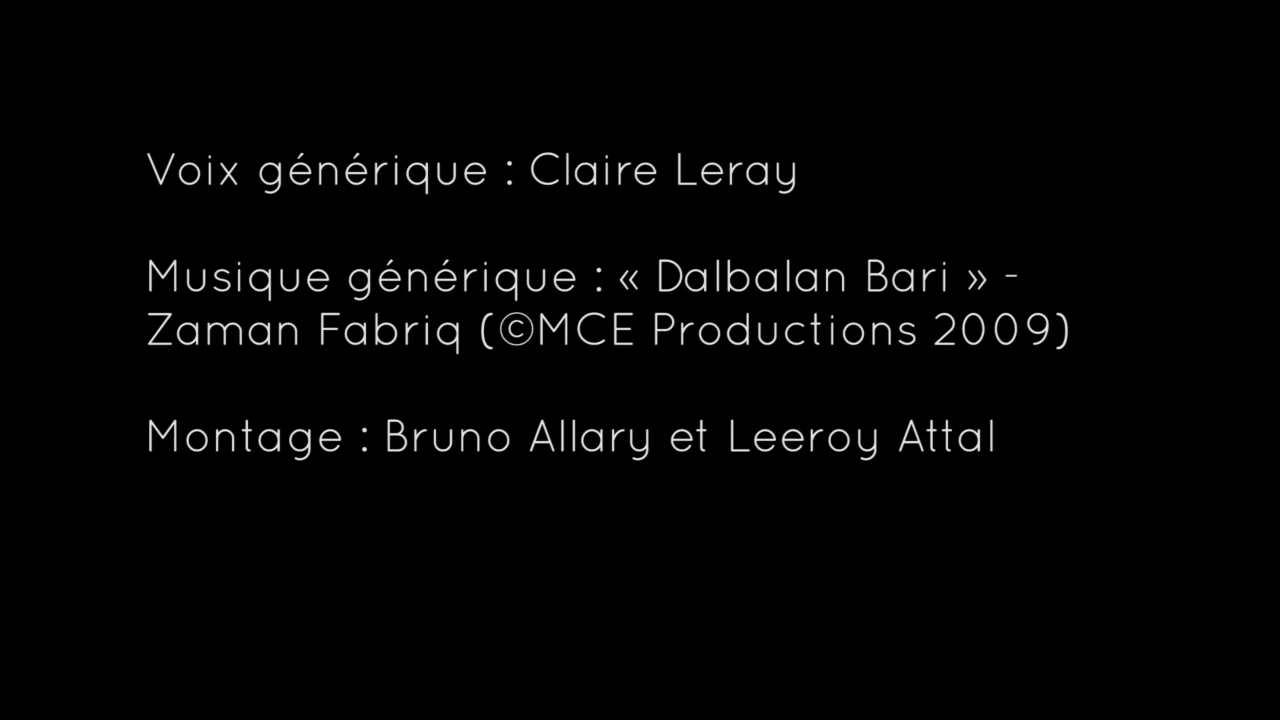 Voix générique : Claire Leray
Musique générique : « Dalbalan Bari » -
Zaman Fabriq (©MCE Productions 2009)
Montage : Bruno Allary et Leeroy Attal